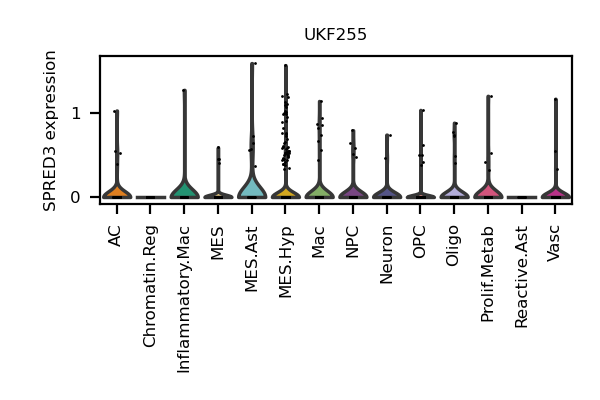 UKF255
SPRED3 expression
1
0
AC
Chromatin.Reg
Inflammatory.Mac
MES
MES.Ast
MES.Hyp
Mac
NPC
Neuron
OPC
Oligo
Prolif.Metab
Reactive.Ast
Vasc